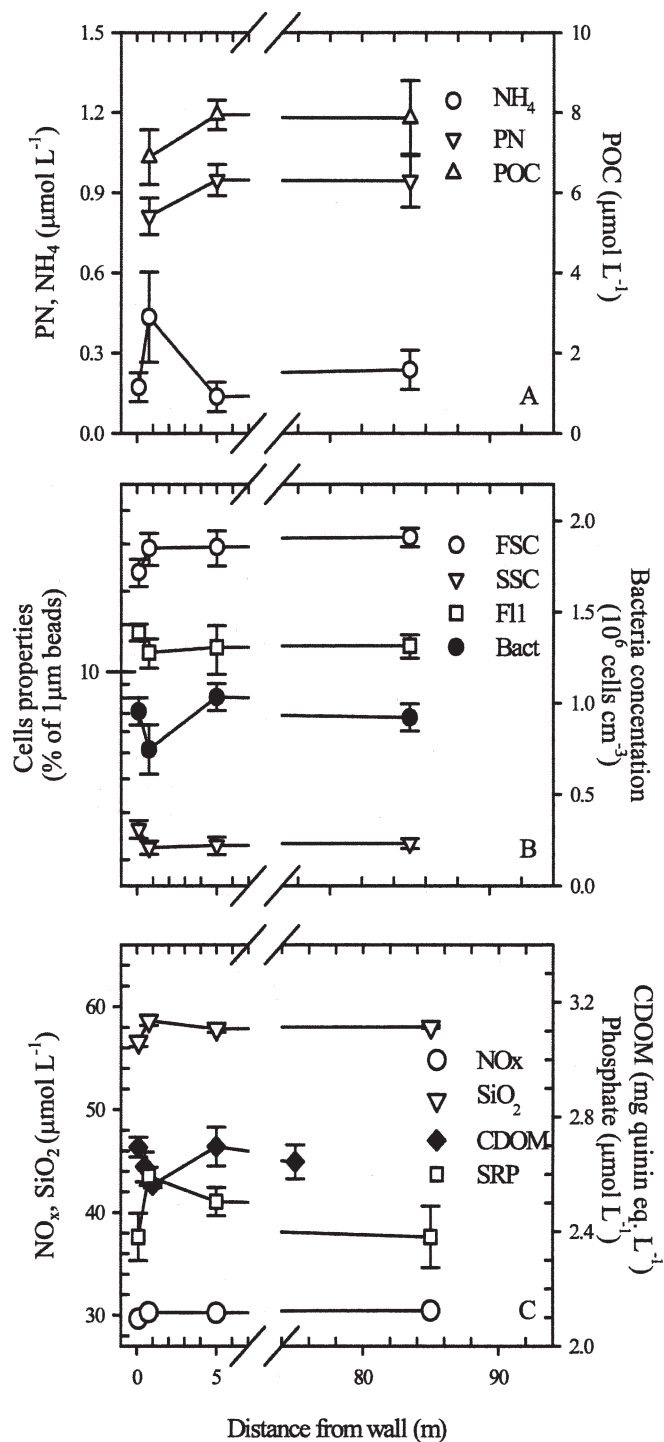 1.5
1.2
0.9
0.6
0.3
0.0
PN, NH4 (μmol L-1)
10
8
6
4
2
0
POC (μmol L-1)
NH4
PN
POC
A
10
Cells properties
(% of 1μm beads)
2.0
1.5
1.0
0.5
0.0
Bacteria concentration
(10^6 cells cm-3)
FSC
SSC
Fl1
Bact
B
60
50
40
30
NOx, SiO2 (μmol L-1)
3.2
2.8
2.4
2.0
CDOM (mg quinin eq. L-1)
Phosphate (μmol L-1)
NOx
SiO2
CDOM
SRP
C
0
5
80
90
Distance from wall (m)